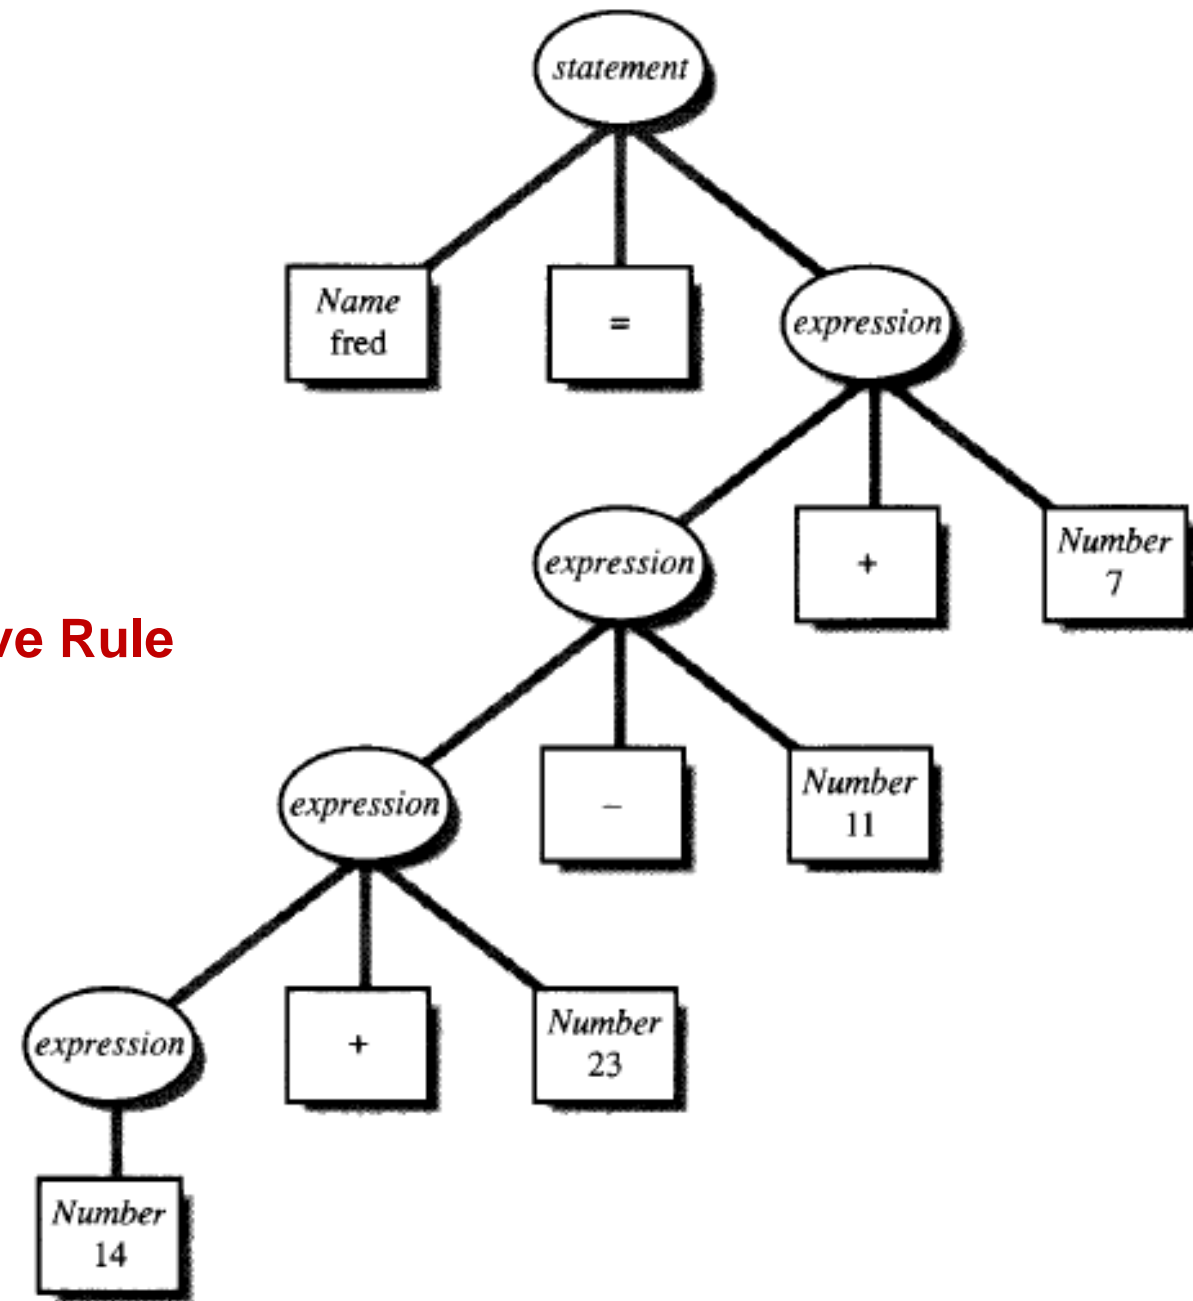 statement
Name
fred
=
expression
expression
+
Number
7
ve Rule
expression
–
Number
11
expression
+
Number
23
Number
14